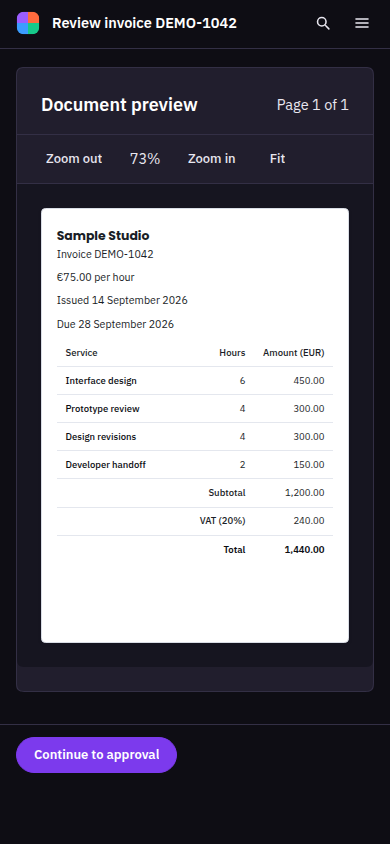 Review invoice DEMO-1042
Document preview
Page 1 of 1
Zoom out 73% Zoom in Fit
Sample Studio
Invoice DEMO-1042
€75.00 per hour
Issued 14 September 2026
Due 28 September 2026
Service Hours Amount (EUR)
Interface design 6 450.00
Prototype review 4 300.00
Design revisions 4 300.00
Developer handoff 2 150.00
Subtotal 1,200.00
VAT (20%) 240.00
Total 1,440.00
Continue to approval